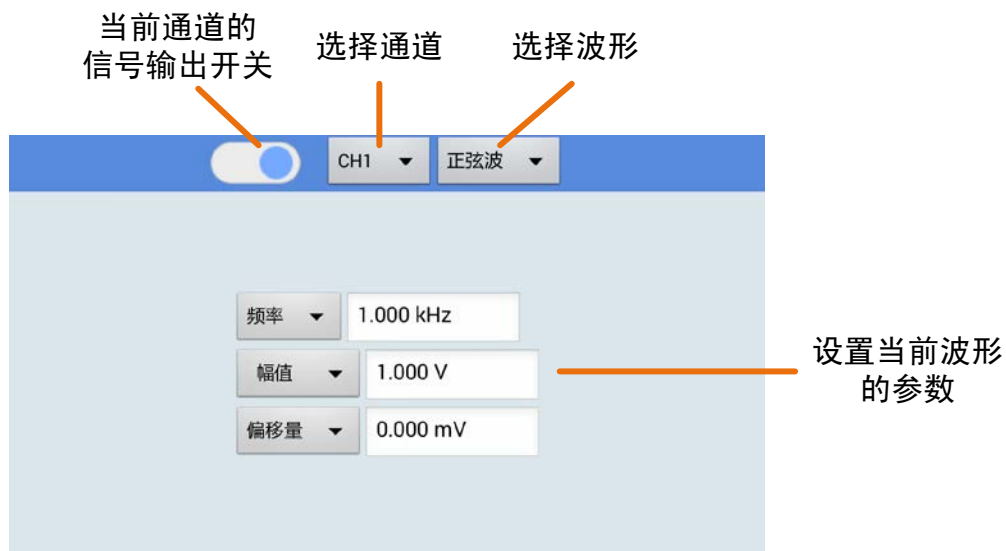 当前通道的
信号输出开关
选择通道
选择波形
CH1
正弦波
频率
1.000 kHz
幅值
1.000 V
偏移量
0.000 mV
设置当前波形
的参数